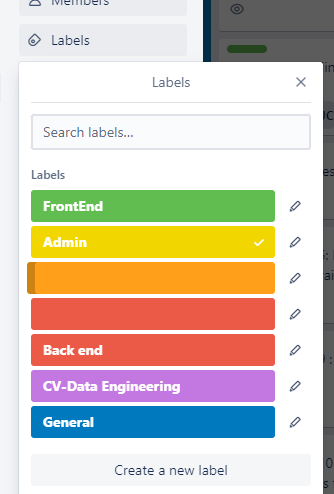 Members
Labels
Labels
Search labels...
Labels
FrontEnd
Admin
Back end
CV-Data Engineering
General
Create a new label